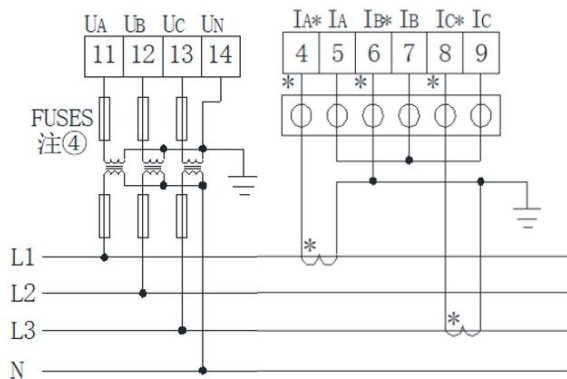 UA UB UC UN IA* IA IB* IB IC* IC
11 12 13 14 4 5 6 7 8 9
* * *
FUSES
注④
* 
L1
L2
*
L3
N